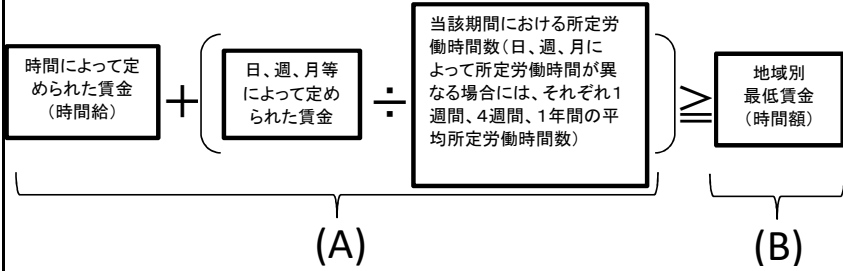 時間によって定
められた賃金
(時間給)
+
日、週、月等
によって定め
られた賃金
÷
当該期間における所定労
働時間数(日、週、月に
よって所定労働時間が異
なる場合には、それぞれ1
週間、4週間、1年間の平
均所定労働時間数)
≧
地域別
最低賃金
(時間額)
(A)
(B)